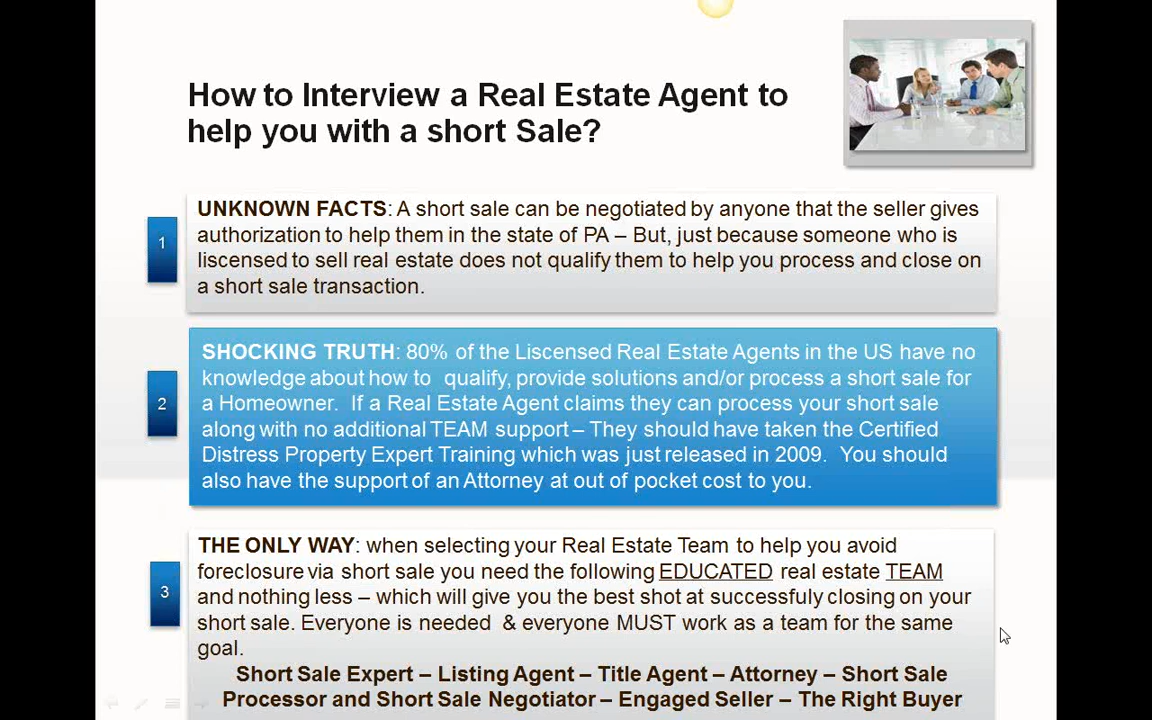 How to Interview a Real Estate Agent to
help you with a short Sale?
1
UNKNOWN FACTS: A short sale can be negotiated by anyone that the seller gives
authorization to help them in the state of PA – But, just because someone who is
liscensed to sell real estate does not qualify them to help you process and close on
a short sale transaction.
2
SHOCKING TRUTH: 80% of the Liscensed Real Estate Agents in the US have no
knowledge about how to qualify, provide solutions and/or process a short sale for
a Homeowner. If a Real Estate Agent claims they can process your short sale
along with no additional TEAM support – They should have taken the Certified
Distress Property Expert Training which was just released in 2009. You should
also have the support of an Attorney at out of pocket cost to you.
3
THE ONLY WAY: when selecting your Real Estate Team to help you avoid
foreclosure via short sale you need the following EDUCATED real estate TEAM
and nothing less – which will give you the best shot at successfuly closing on your
short sale. Everyone is needed & everyone MUST work as a team for the same
goal.
Short Sale Expert – Listing Agent – Title Agent – Attorney – Short Sale
Processor and Short Sale Negotiator – Engaged Seller – The Right Buyer